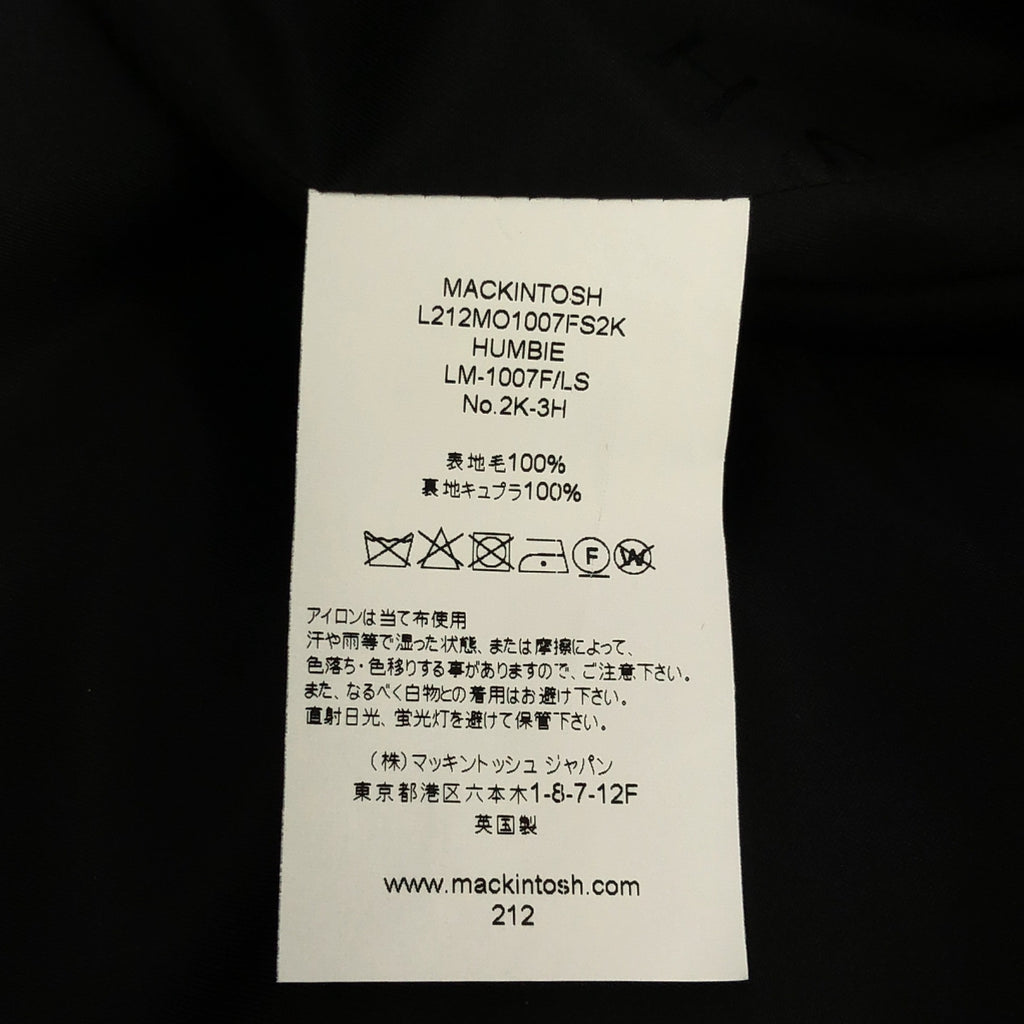 MACKINTOSH
L212MO1007FS2K
HUMBIE
LM-1007F/LS
No.2K-3H
表地毛100%
裏地キュプラ100%
F W
アイロンは当て布使用
汗や雨等で湿った状態、または摩擦によって、
色落ち・色移りする事がありますので、ご注意下さい。
また、なるべく白物との着用はお避け下さい。
直射日光、蛍光灯を避けて保管下さい。
(株)マッキントッシュ ジャパン
東京都港区六本木1-8-7-12F
英国製
www.mackintosh.com
212